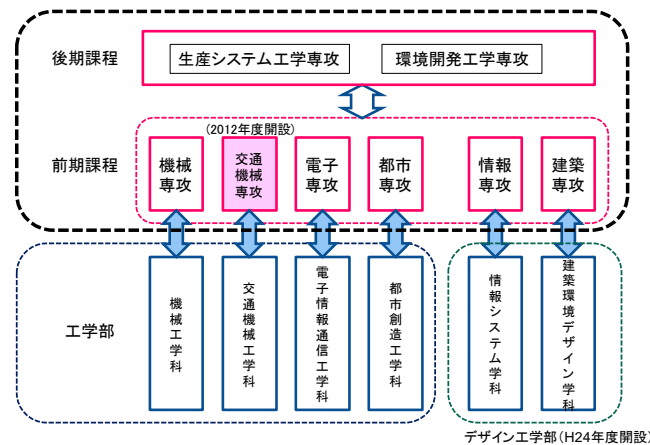 後期課程
生産システム工学専攻
環境開発工学専攻
(2012年度開設)
前期課程
機械
専攻
交通
機械
専攻
電子
専攻
都市
専攻
情報
専攻
建築
専攻
工学部
機械工学科
交通機械工学科
電子情報通信工学科
都市創造工学科
情報システム学科
建築環境デザイン学科
デザイン工学部(H24年度開設)